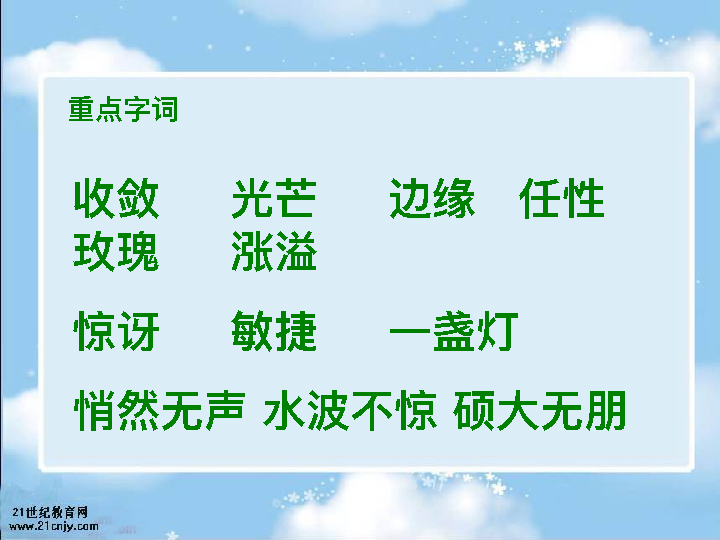 重点字词
收敛 光芒 边缘 任性
玫瑰 涨溢
惊讶 敏捷 一盏灯
悄然无声 水波不惊 硕大无朋
21世纪教育网
www.21cnjy.com